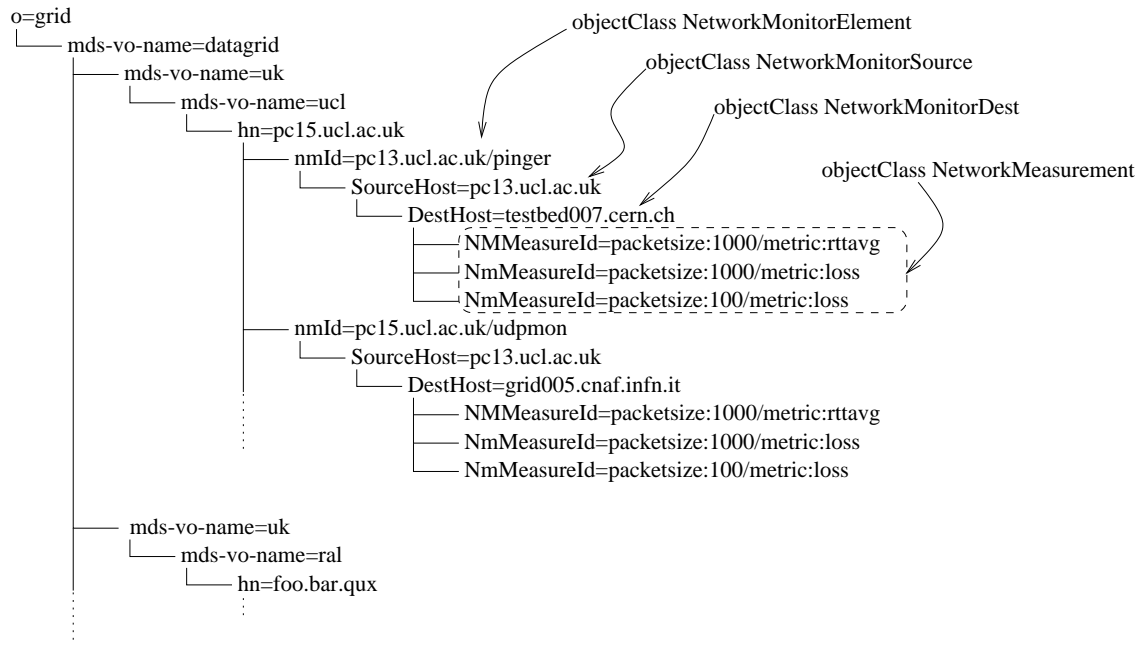 o=grid
objectClass NetworkMonitorElement
mds-vo-name=datagrid
objectClass NetworkMonitorSource
mds-vo-name=uk
mds-vo-name=ucl
objectClass NetworkMonitorDest
hn=pc15.ucl.ac.uk
nmId=pc13.ucl.ac.uk/pinger
objectClass NetworkMeasurement
SourceHost=pc13.ucl.ac.uk
DestHost=testbed007.cern.ch
NMMeasureId=packetsize:1000/metric:rttavg
NmMeasureId=packetsize:1000/metric:loss
NmMeasureId=packetsize:100/metric:loss
nmId=pc15.ucl.ac.uk/udpmon
SourceHost=pc13.ucl.ac.uk
DestHost=grid005.cnaf.infn.it
NMMeasureId=packetsize:1000/metric:rttavg
NmMeasureId=packetsize:1000/metric:loss
NmMeasureId=packetsize:100/metric:loss
mds-vo-name=uk
mds-vo-name=ral
hn=foo.bar.qux